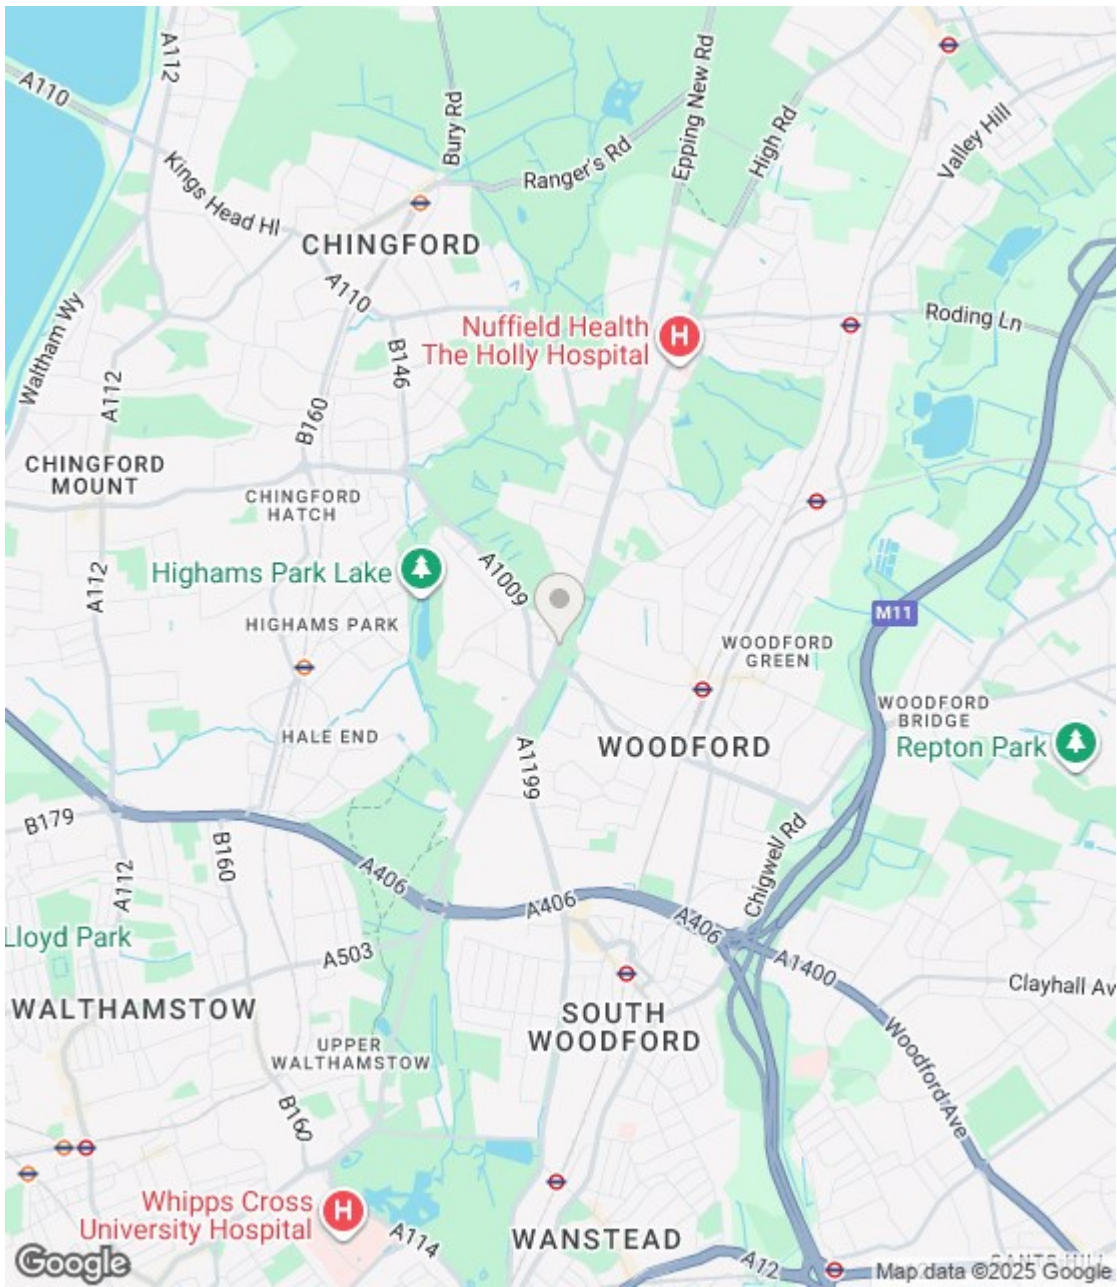 A112
A110
Bury Rd
Epping New Rd
High Rd
Valley Hill
Ranger's Rd
Kings Head Hl
CHINGFORD
A110
Waltham Wy
Roding Ln
Nuffield Health
The Holly Hospital
H
B146
A112
B160
CHINGFORD
MOUNT
CHINGFORD
HATCH
A112
Highams Park Lake
A1009
M11
HIGHAMS PARK
WOODFORD
GREEN
WOODFORD
BRIDGE
HALE END
A1199
WOODFORD
Repton Park
B179
B160
A112
A406
Chigwell Rd
A406
A406
Lloyd Park
A503
A1400
Clayhall Av
WALTHAMSTOW
SOUTH
WOODFORD
UPPER
WALTHAMSTOW
Woodford Ave
B160
Whipps Cross
University Hospital
H
A114
WANSTEAD
A12
GANTS HILL
Google
Map data ©2025 Google